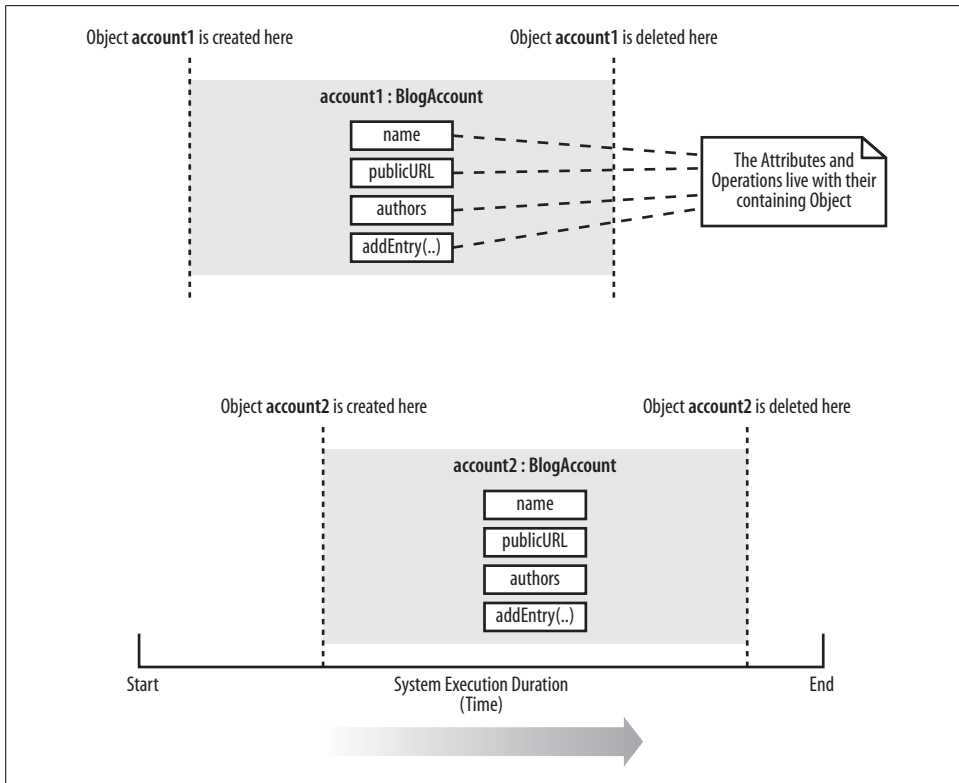 Object account1 is created here
Object account1 is deleted here
account1 : BlogAccount
name
publicURL
authors
addEntry(..)
The Attributes and
Operations live with their
containing Object
Object account2 is created here
Object account2 is deleted here
account2 : BlogAccount
name
publicURL
authors
addEntry(..)
Start
System Execution Duration
(Time)
End